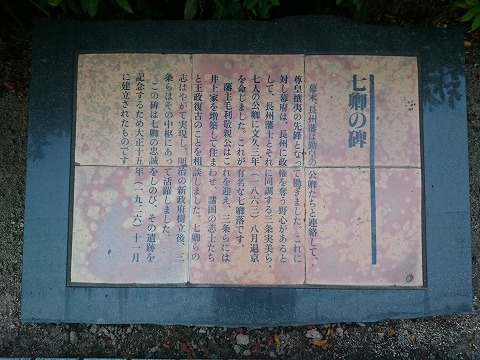 七卿の碑
幕末、長州藩は勤王の公卿たちと連絡して、
尊皇攘夷の先鋒となって動きました。これに
対し幕府は、長州に政権を奪う野心があると
して、長州藩士とそれに同調する三条実美ら、
七人の公卿に文久三年(一八六三)八月退京
を命じました。これが有名な七卿落です。
藩主毛利敬親公はこれを迎え、三条らには
井上家を増築して住まわせ、諸国の志士たち
と王政復古のことを相談しました。七卿らの
志はやがて実現し、明治の新政府樹立後、三
条らはその中枢にあって活躍しました。
この碑は七卿の忠誠をしのび、その遺跡を
記念するため大正十五年(一九二六)十一月
に建立されたものです。